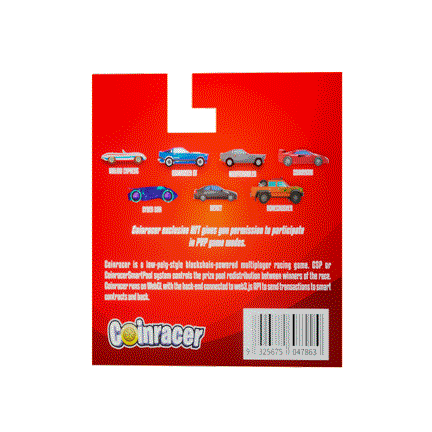 Coinracer exclusive NFT gives you permission to participate
in PVP game modes.
Coinracer is a low-poly-style blockchain-powered multiplayer racing game. CSP or
CoinracerSmartPool system controls the prize pool redistribution between winners of the race.
Coinracer runs on WebGL with the back-end connected to web3.js API to send transactions to smart
contracts and back.
Coinracer
9 325675 047863